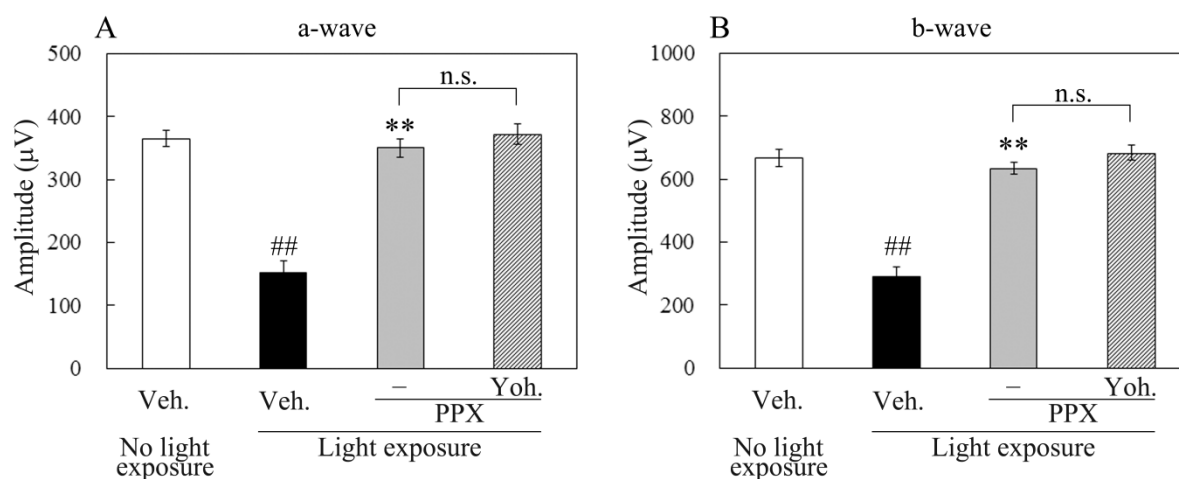 A
a-wave
500
400
300
200
100
0
Amplitude (µV)
##
**
n.s.
Veh.
Veh.
–
Yoh.
PPX
No light
exposure
Light exposure
B
b-wave
1000
800
600
400
200
0
Amplitude (µV)
##
**
n.s.
Veh.
Veh.
–
Yoh.
PPX
No light
exposure
Light exposure